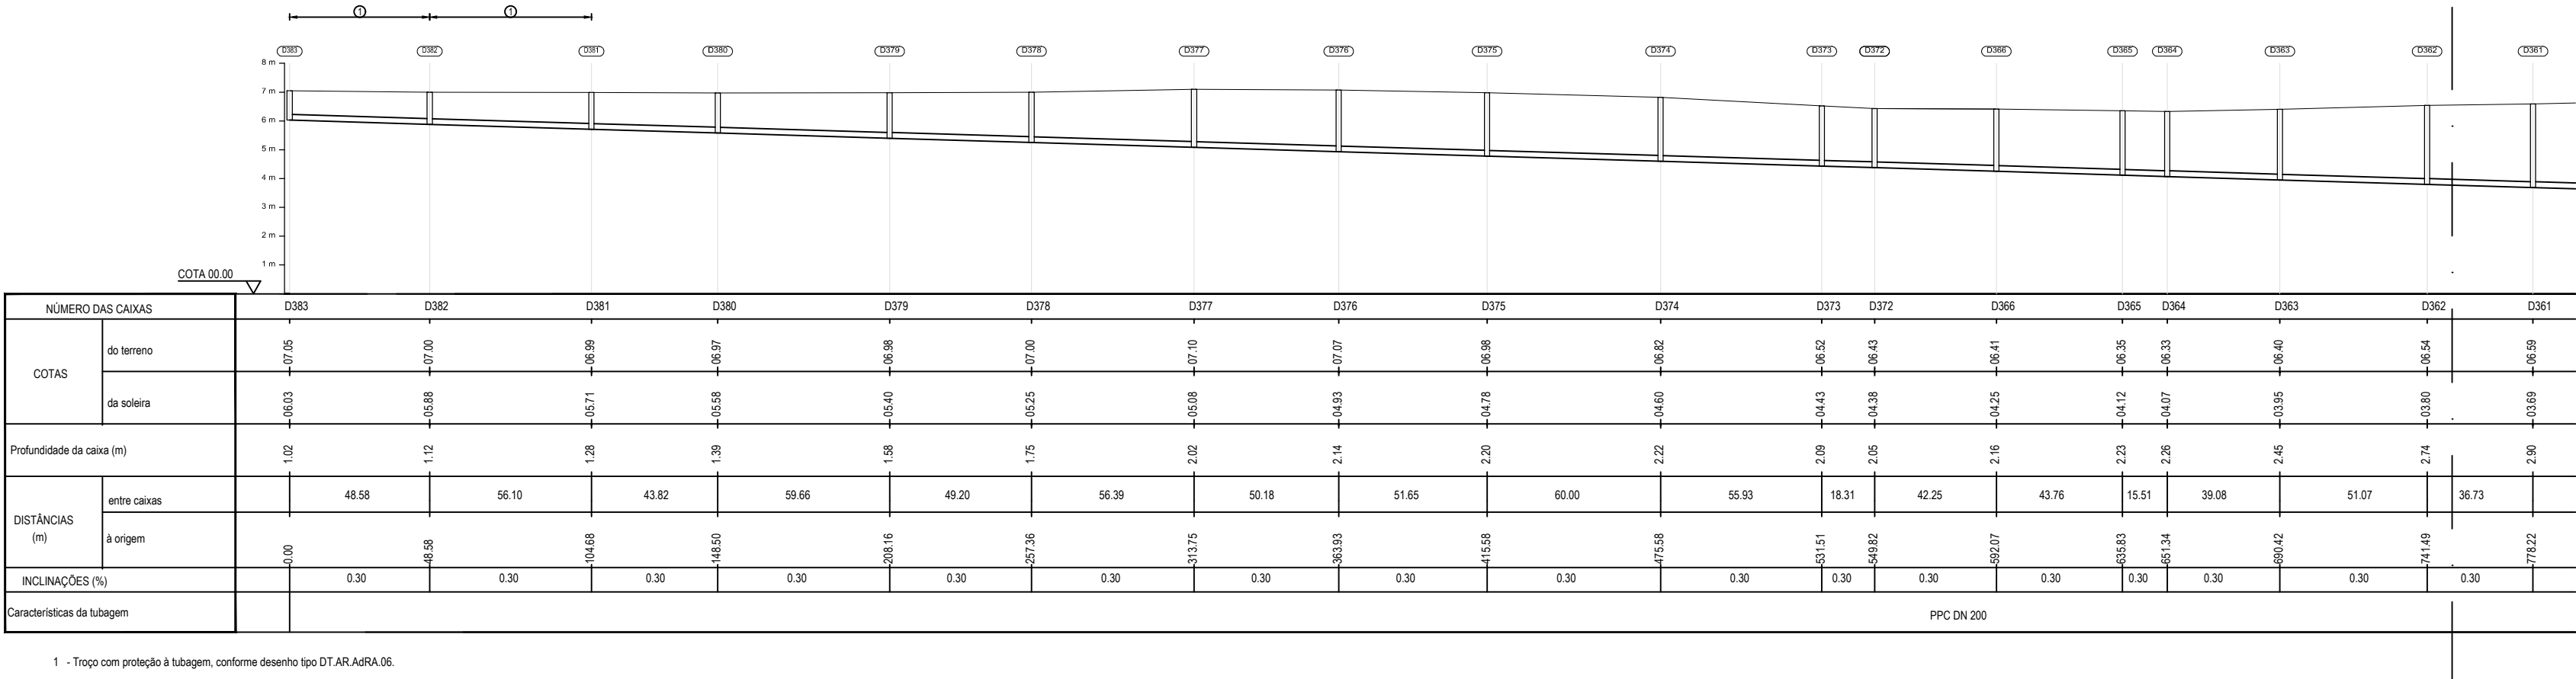 1 1
D383 D382 D381 D380 D379 D378 D377 D376 D375 D374 D373 D372 D366 D365 D364 D363 D362 D361
8 m
7 m
6 m
5 m
4 m
3 m
2 m
1 m
COTA 00.00
NÚMERO DAS CAIXAS D383 D382 D381 D380 D379 D378 D377 D376 D375 D374 D373 D372 D366 D365 D364 D363 D362 D361
COTAS
do terreno 07.05 07.00 06.99 06.97 06.98 07.00 07.10 07.07 06.98 06.82 06.52 06.43 06.41 06.35 06.33 06.40 06.54 06.59
da soleira 06.03 05.88 05.71 05.58 05.40 05.25 05.08 04.93 04.78 04.60 04.43 04.38 04.25 04.12 04.07 03.95 03.80 03.69
Profundidade da caixa (m) 1.02 1.12 1.28 1.39 1.58 1.75 2.02 2.14 2.20 2.22 2.09 2.05 2.16 2.23 2.26 2.45 2.74 2.90
DISTÂNCIAS
(m)
entre caixas 48.58 56.10 43.82 59.66 49.20 56.39 50.18 51.65 60.00 55.93 18.31 42.25 43.76 15.51 39.08 51.07 36.73
à origem 0.00 48.58 104.68 148.50 208.16 257.36 313.75 363.93 415.58 475.58 531.51 549.82 592.07 635.83 651.34 690.42 741.49 778.22
INCLINAÇÕES (%) 0.30 0.30 0.30 0.30 0.30 0.30 0.30 0.30 0.30 0.30 0.30 0.30 0.30 0.30 0.30 0.30 0.30
Características da tubagem PPC DN 200
1 - Troço com proteção à tubagem, conforme desenho tipo DT.AR.AdRA.06.